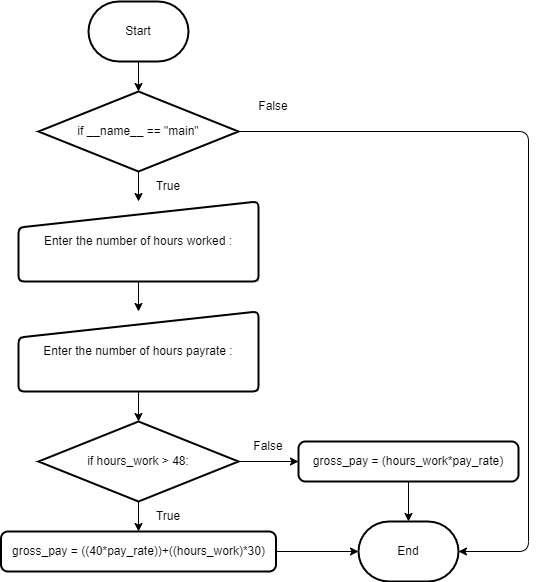 Start
if __name__ == "main"
False
True
Enter the number of hours worked :
Enter the number of hours payrate :
if hours_work > 48:
False
gross_pay = (hours_work*pay_rate)
True
gross_pay = ((40*pay_rate))+((hours_work)*30)
End